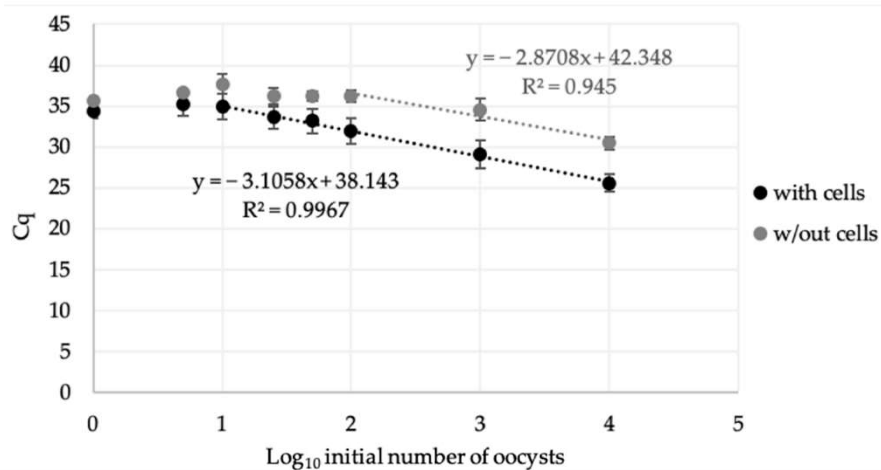 Cq
45
40
35
30
25
20
15
10
5
0
y = − 2.8708x + 42.348
R² = 0.945
y = − 3.1058x + 38.143
R² = 0.9967
with cells
w/out cells
0 1 2 3 4 5
Log₁₀ initial number of oocysts